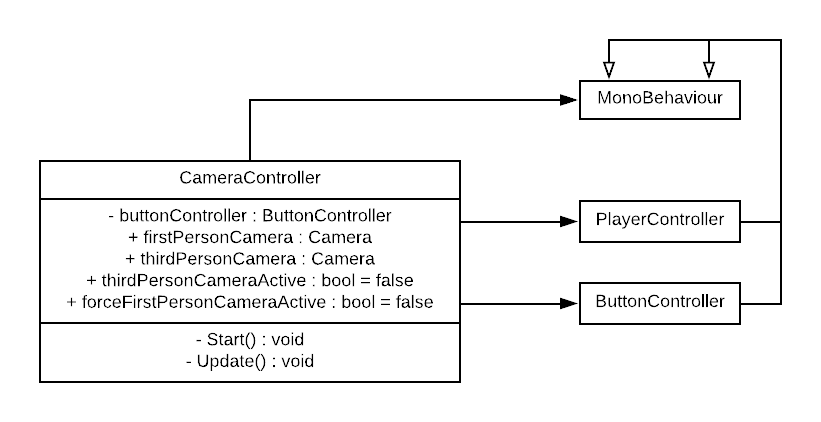 MonoBehaviour
CameraController
- buttonController : ButtonController
+ firstPersonCamera : Camera
+ thirdPersonCamera : Camera
+ thirdPersonCameraActive : bool = false
+ forceFirstPersonCameraActive : bool = false
- Start() : void
- Update() : void
PlayerController
ButtonController